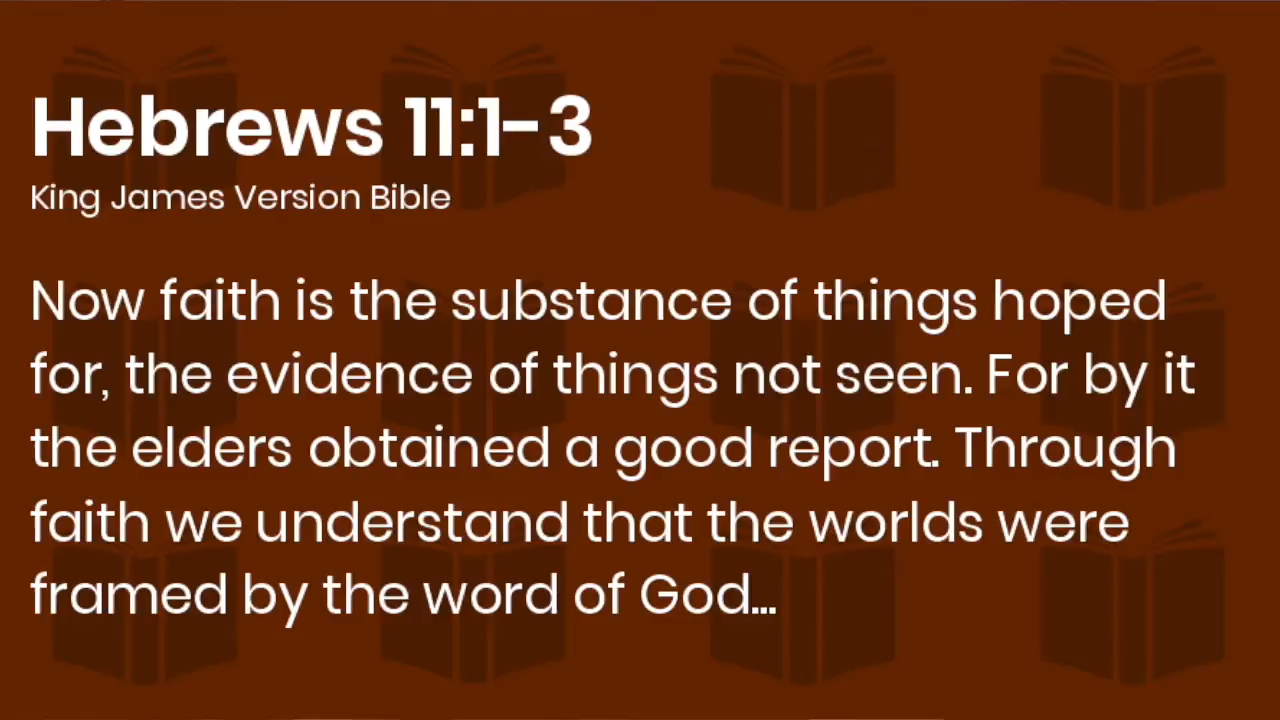 Hebrews 11:1-3
King James Version Bible
Now faith is the substance of things hoped
for, the evidence of things not seen. For by it
the elders obtained a good report. Through
faith we understand that the worlds were
framed by the word of God...